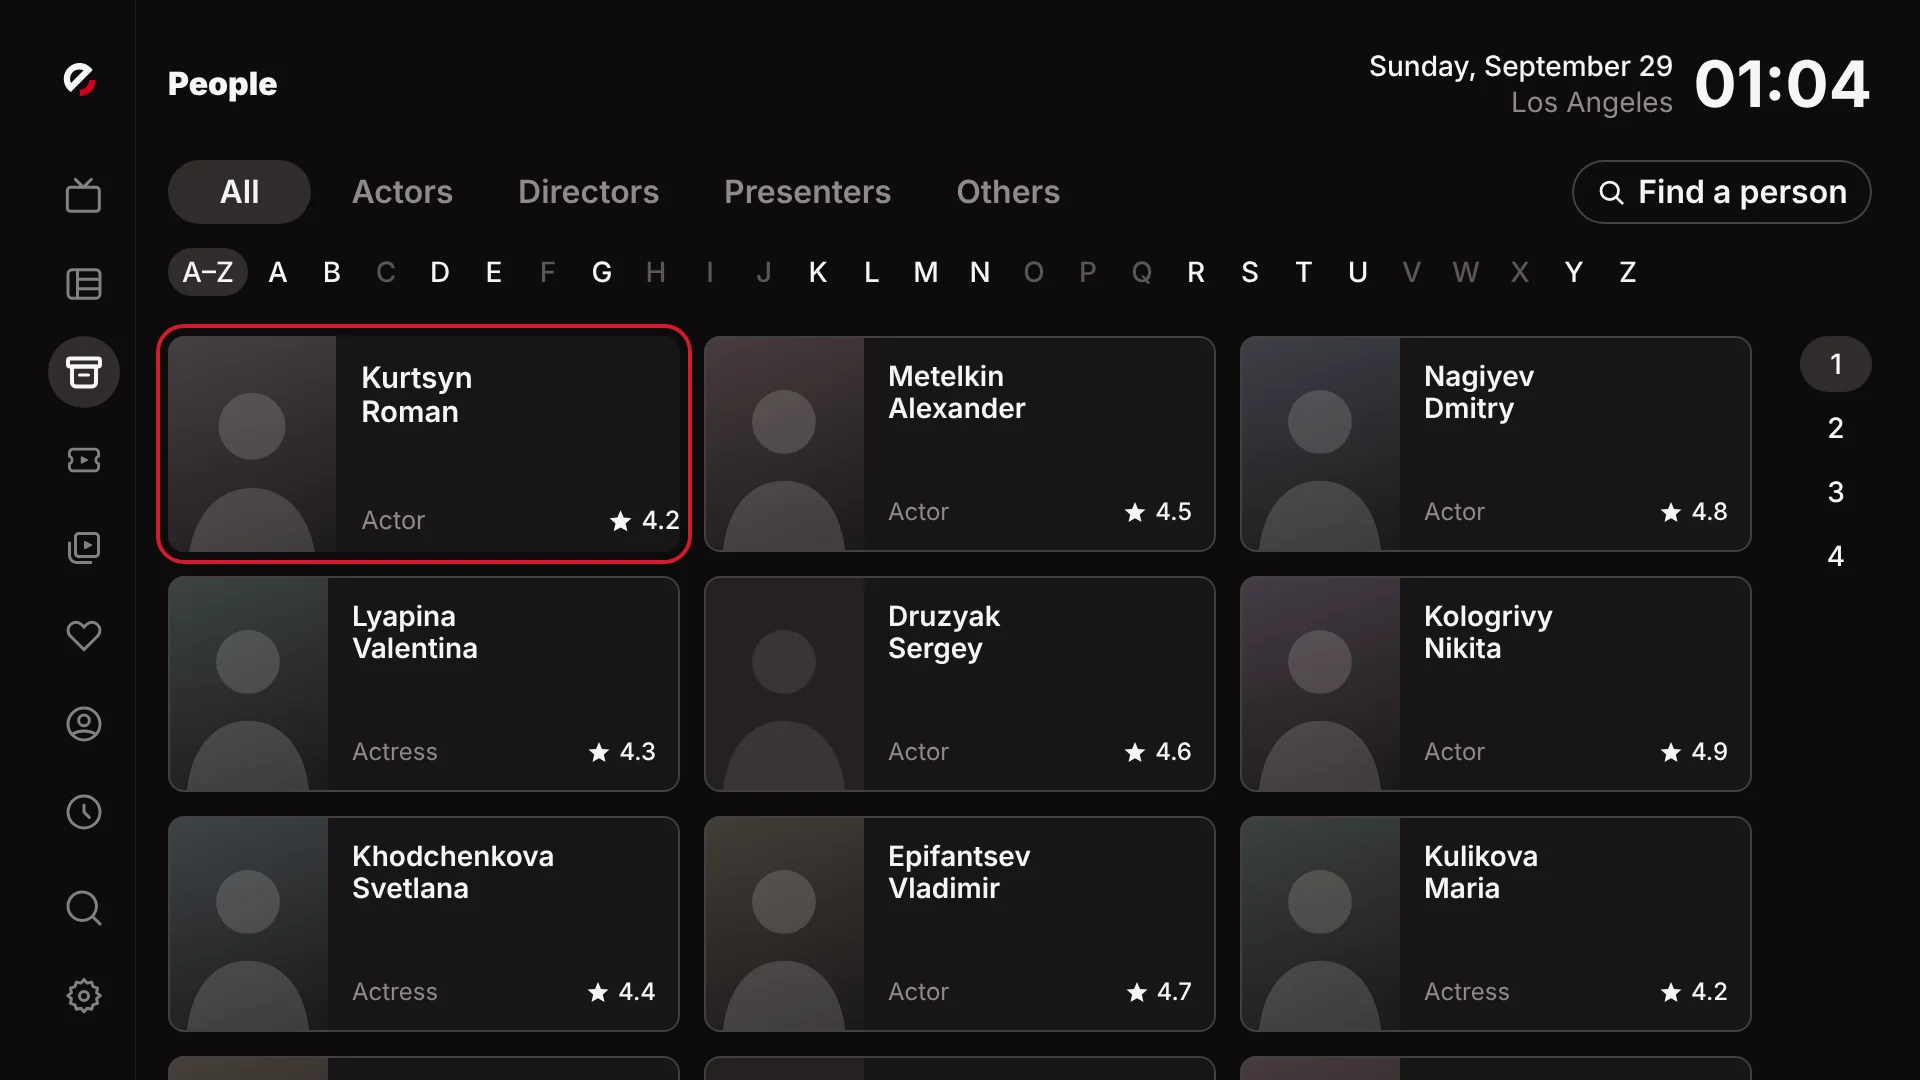 People
Sunday, September 29
Los Angeles
01:04
All Actors Directors Presenters Others
Find a person
A–Z A B C D E F G H I J K L M N O P Q R S T U V W X Y Z
Kurtsyn
Roman
Actor
4.2
Metelkin
Alexander
Actor
4.5
Nagiyev
Dmitry
Actor
4.8
1
2
3
4
Lyapina
Valentina
Actress
4.3
Druzyak
Sergey
Actor
4.6
Kologrivy
Nikita
Actor
4.9
Khodchenkova
Svetlana
Actress
4.4
Epifantsev
Vladimir
Actor
4.7
Kulikova
Maria
Actress
4.2